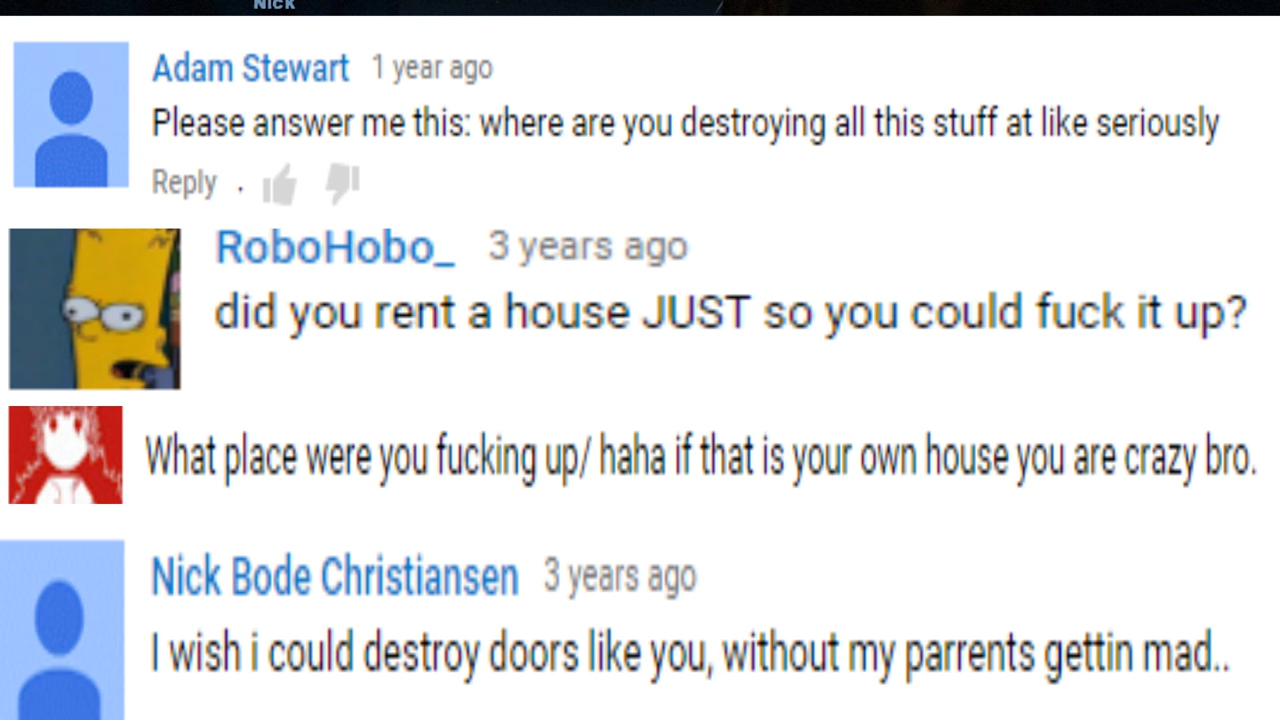 Nick
Adam Stewart 1 year ago
Please answer me this: where are you destroying all this stuff at like seriously
Reply .
RoboHobo_ 3 years ago
did you rent a house JUST so you could fuck it up?
What place were you fucking up/ haha if that is your own house you are crazy bro.
Nick Bode Christiansen 3 years ago
I wish i could destroy doors like you, without my parrents gettin mad..